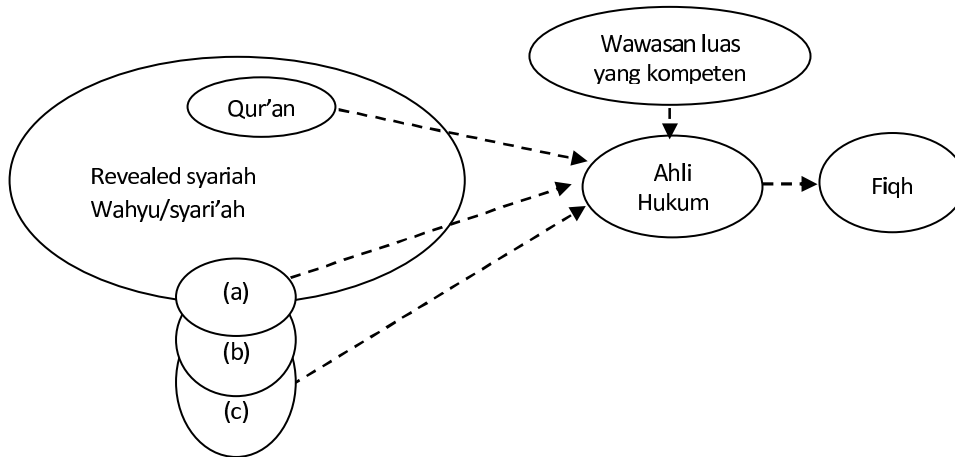 Wawasan luas
yang kompeten
Qur’an
Revealed syariah
Wahyu/syari’ah
Ahli
Hukum
Fiqh
(a)
(b)
(c)